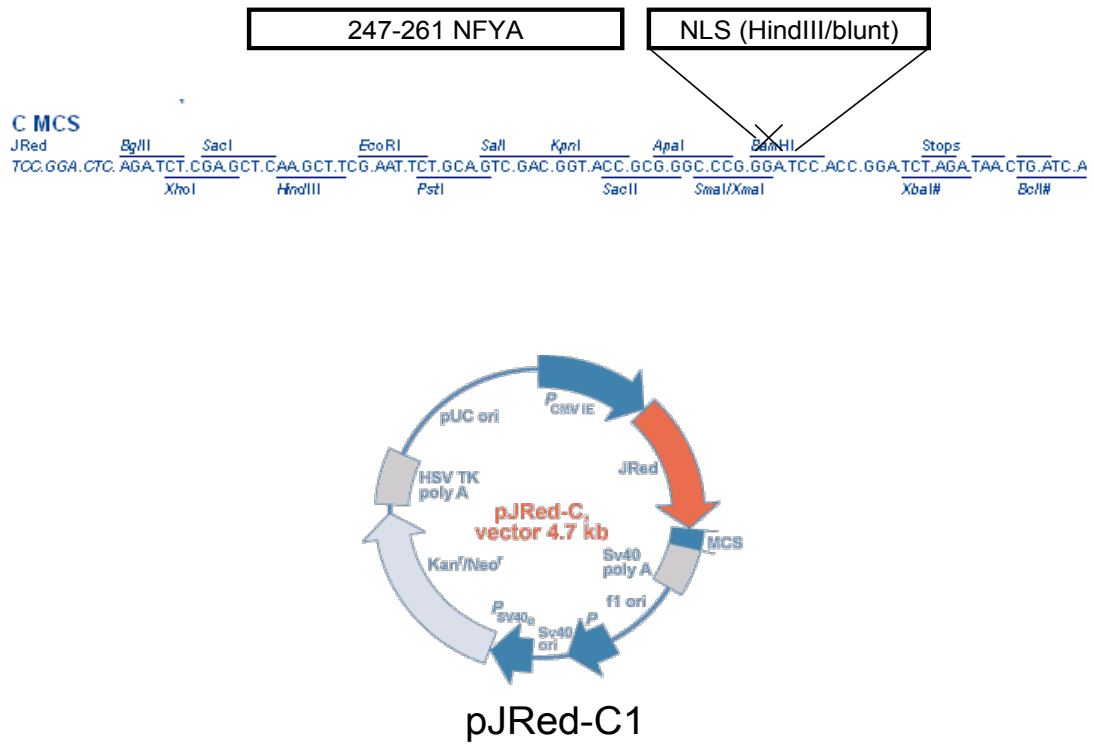 247-261 NFYA
NLS (HindIII/blunt)
C MCS
JRed BglII SacI EcoRI SalI KpnI ApaI BamHI Stops
TCC.GGA.CTC. AGA.TCT.CGA.GCT.CAA.GCT.TCG.AAT.TCT.GCA.GTC.GAC.GGT.ACC.GCG.GGC.CCG.GGA.TCC.ACC.GGA.TCT.AGA.TAA.CTG.ATC.A
XhoI HindIII PstI SacII SmaI/XmaI XbaI# BclI#
P CMV IE
pUC ori
JRed
HSV TK
poly A
pJRed-C,
vector 4.7 kb
MCS
Sv40
poly A
Kanr/Neor
f1 ori
P SV40e
Sv40
ori
P
pJRed-C1